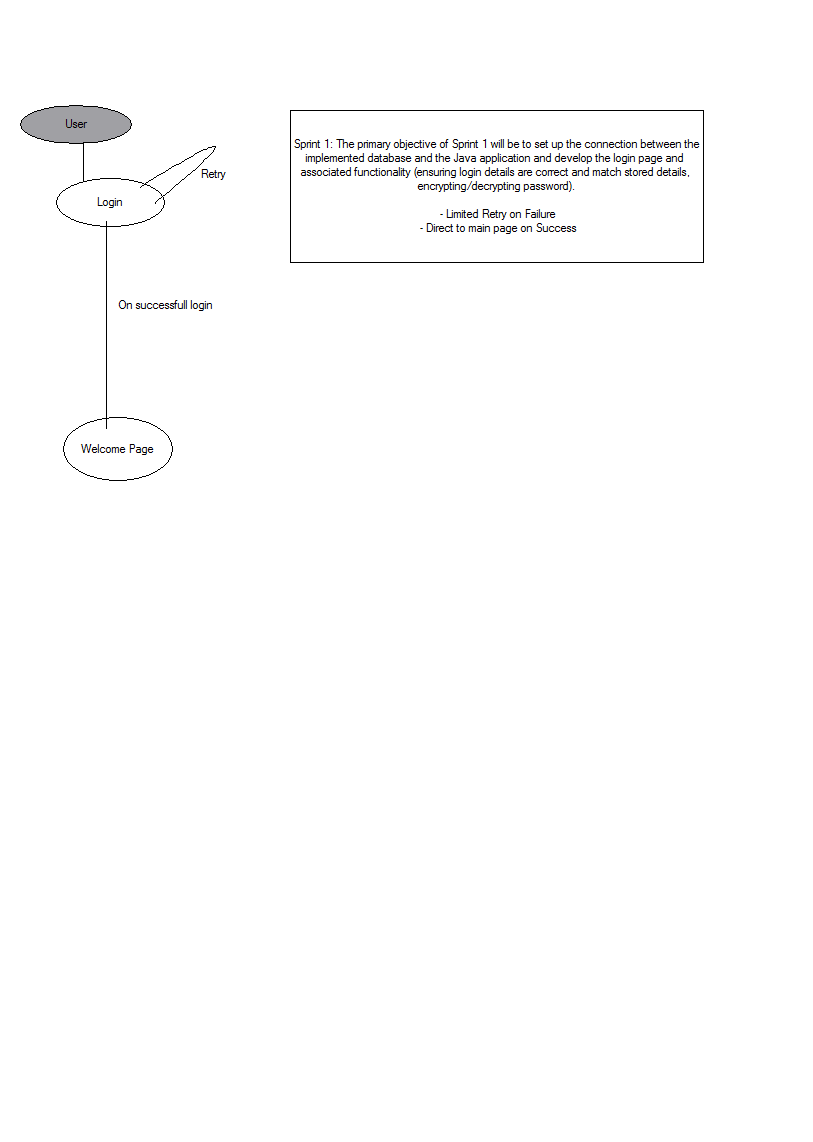 User
Retry
Login
On successfull login
Welcome Page
Sprint 1: The primary objective of Sprint 1 will be to set up the connection between the
implemented database and the Java application and develop the login page and
associated functionality (ensuring login details are correct and match stored details,
encrypting/decrypting password).
- Limited Retry on Failure
- Direct to main page on Success